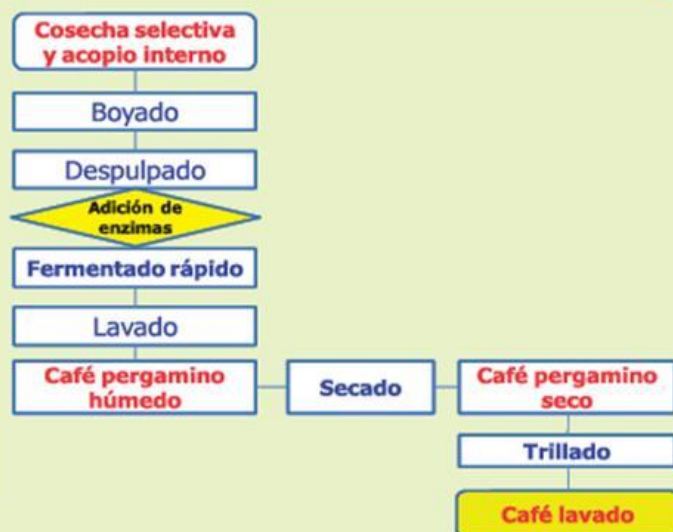 Cosecha selectiva
y acopio interno
Boyado
Despulpado
Adición de
enzimas
Fermentado rápido
Lavado
Café pergamino
húmedo
Secado
Café pergamino
seco
Trillado
Café lavado